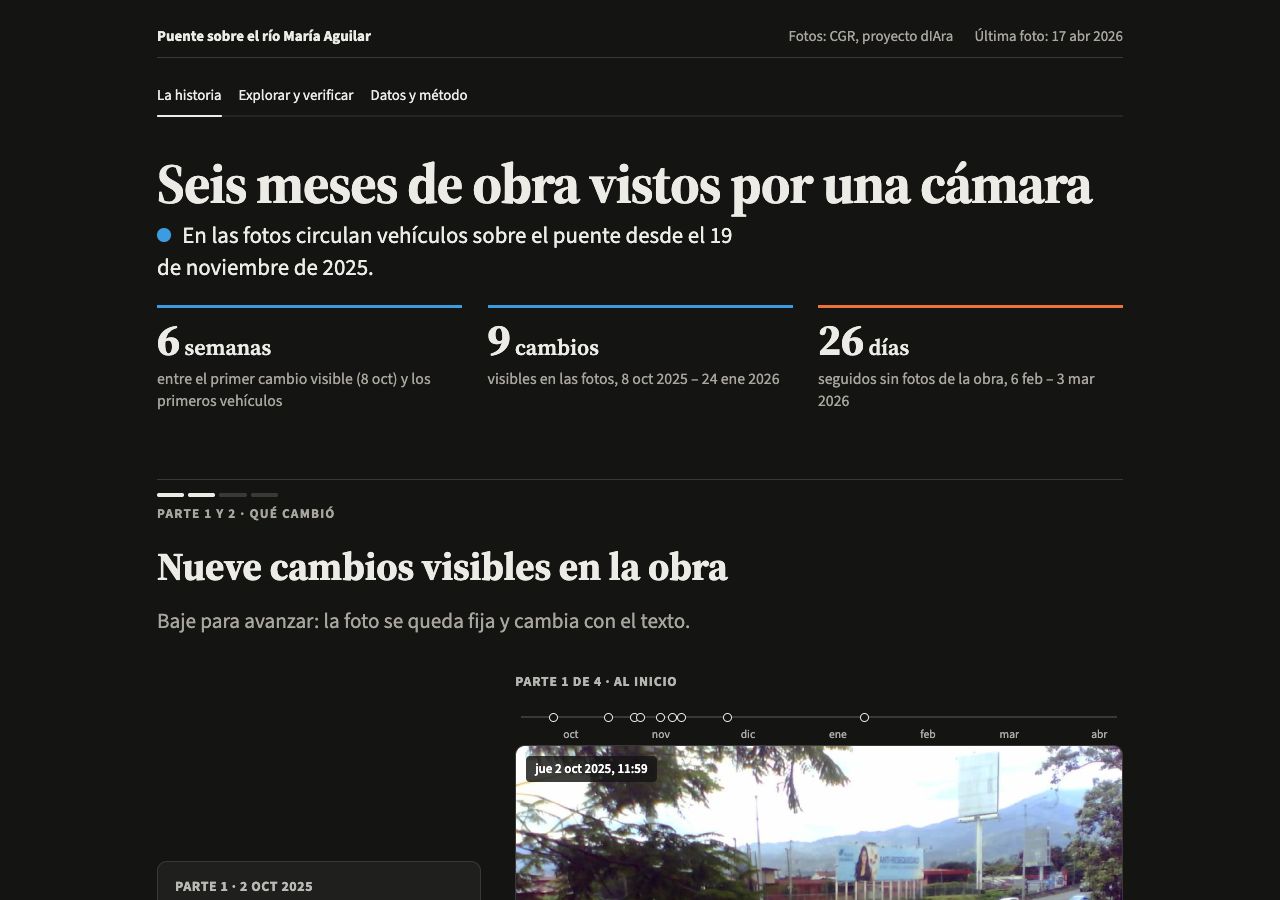 Puente sobre el río María Aguilar
Fotos: CGR, proyecto dIAra
Última foto: 17 abr 2026
La historia
Explorar y verificar
Datos y método
Seis meses de obra vistos por una cámara
En las fotos circulan vehículos sobre el puente desde el 19
de noviembre de 2025.
6 semanas
entre el primer cambio visible (8 oct) y los
primeros vehículos
9 cambios
visibles en las fotos, 8 oct 2025 – 24 ene 2026
26 días
seguidos sin fotos de la obra, 6 feb – 3 mar
2026
PARTE 1 Y 2 · QUÉ CAMBIÓ
Nueve cambios visibles en la obra
Baje para avanzar: la foto se queda fija y cambia con el texto.
PARTE 1 DE 4 · AL INICIO
oct nov dic ene feb mar abr
jue 2 oct 2025, 11:59
PARTE 1 · 2 OCT 2025